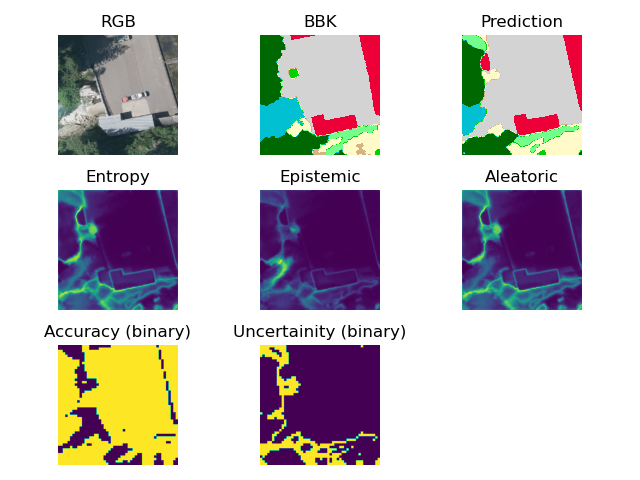 RGB
BBK
Prediction
Entropy
Epistemic
Aleatoric
Accuracy (binary)
Uncertainity (binary)